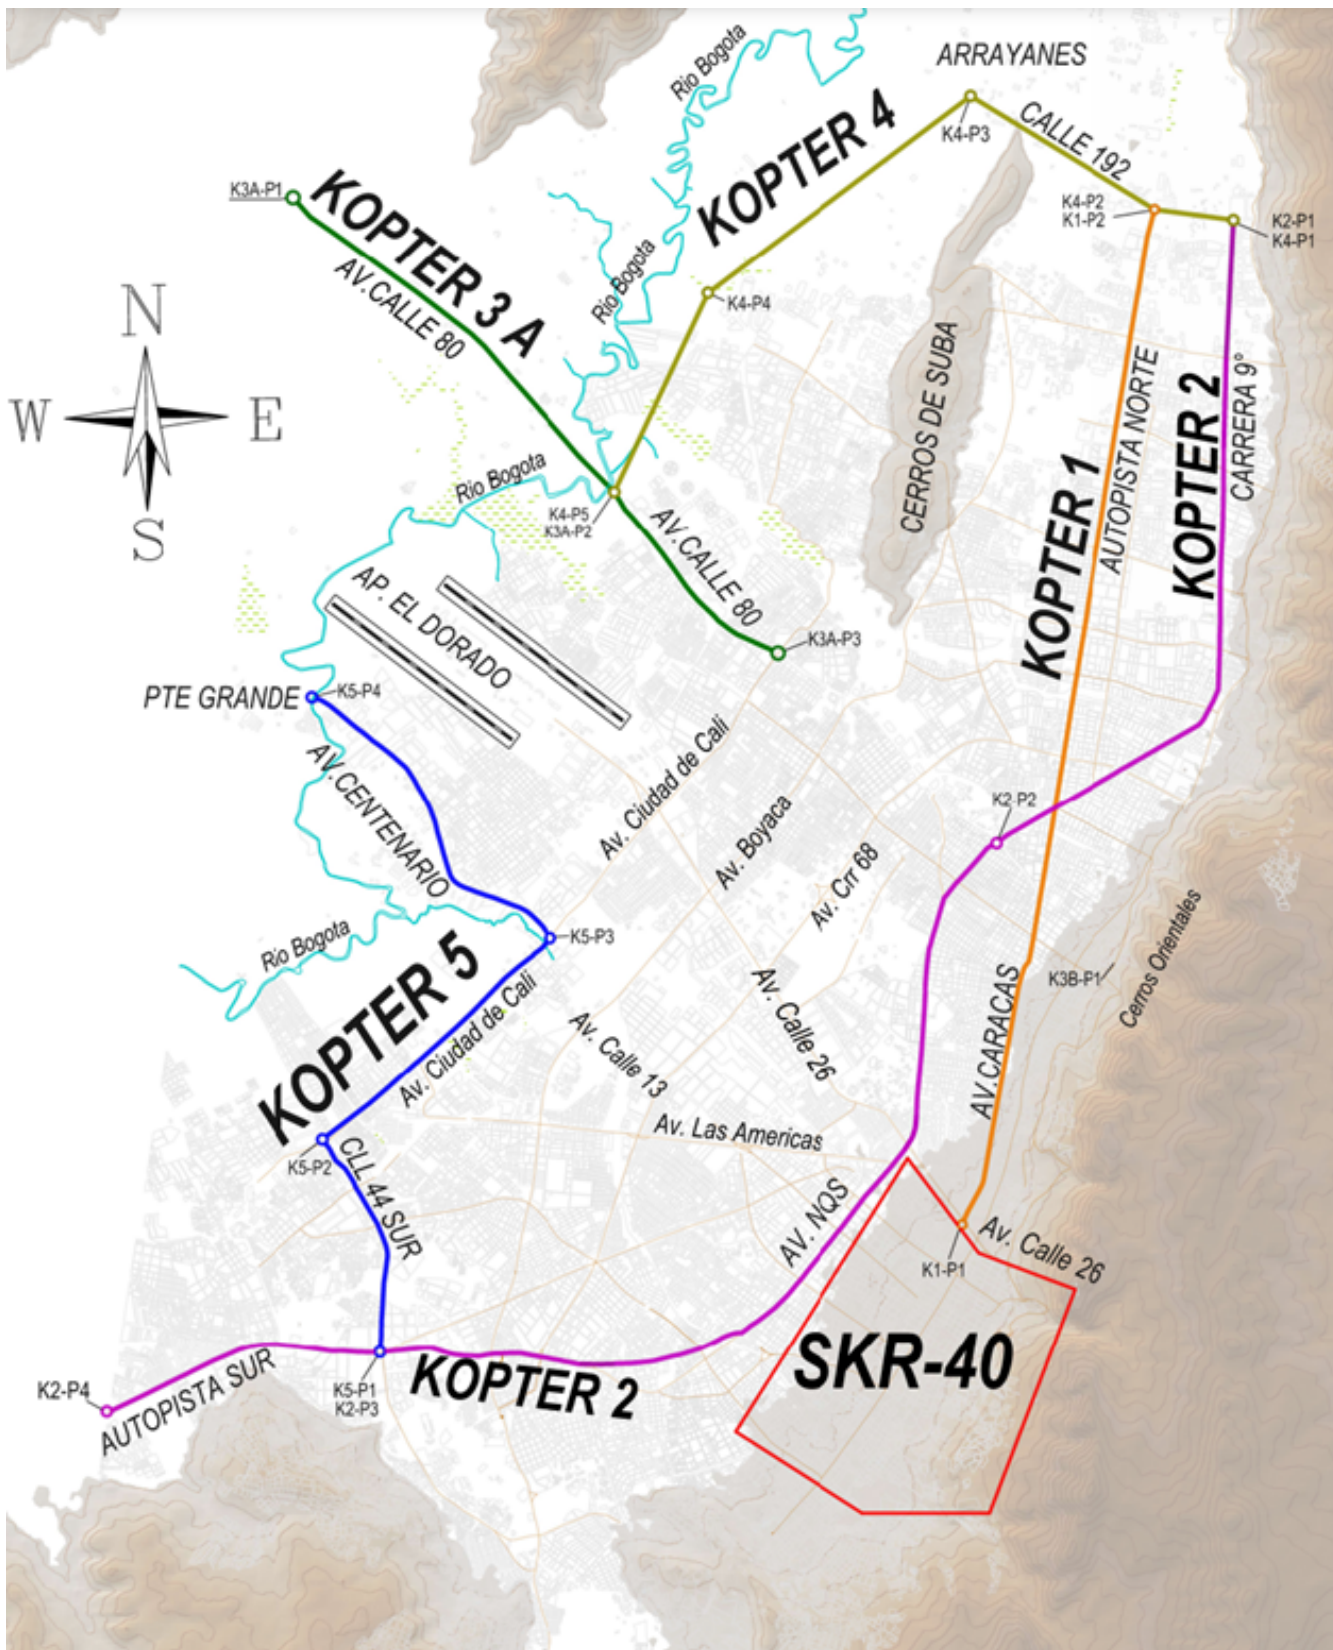 Rio Bogota
ARRAYANES
K4-P3
CALLE 192
KOPTER 4
K3A-P1
KOPTER 3 A
AV.CALLE 80
K4-P2
K1-P2
K2-P1
K4-P1
Rio Bogota
K4-P4
N
W
E
S
CERROS DE SUBA
AUTOPISTA NORTE
KOPTER 1
KOPTER 2
CARRERA 9°
Rio Bogota
K4-P5
K3A-P2
AV.CALLE 80
K3A-P3
AP. EL DORADO
PTE GRANDE
K5-P4
AV.CENTENARIO
Av. Ciudad de Cali
Av. Boyaca
Av. Crr 68
K2-P2
Río Bogota
K5-P3
KOPTER 5
Av. Ciudad de Cali
Av. Calle 26
Av. Calle 13
K3B-P1
Cerros Orientales
AV.CARACAS
Av. Las Americas
K5-P2
CLL 44 SUR
AV. NQS
K1-P1
Av. Calle 26
SKR-40
K2-P4
AUTOPISTA SUR
K5-P1
K2-P3
KOPTER 2